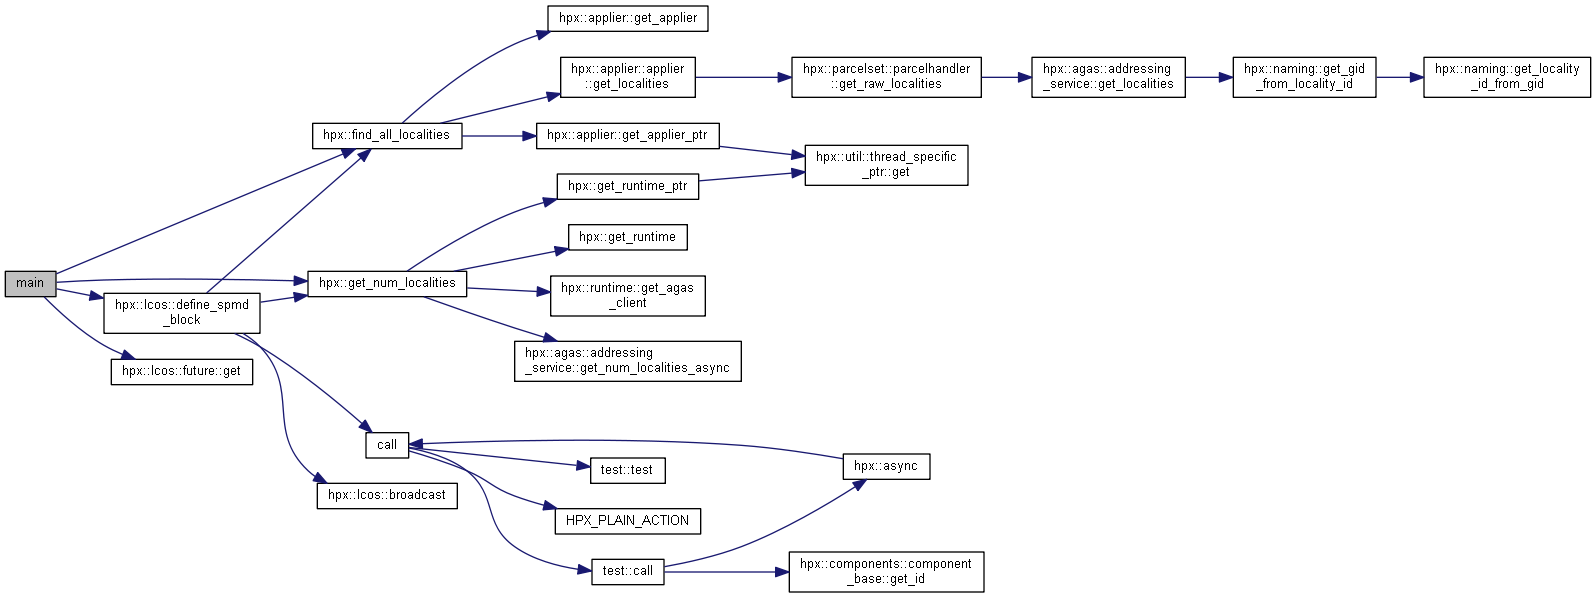 hpx::applier::get_applier
hpx::applier::applier
::get_localities
hpx::parcelset::parcelhandler
::get_raw_localities
hpx::agas::addressing
_service::get_localities
hpx::naming::get_gid
_from_locality_id
hpx::naming::get_locality
_id_from_gid
hpx::find_all_localities
hpx::applier::get_applier_ptr
hpx::util::thread_specific
_ptr::get
hpx::get_runtime_ptr
hpx::get_runtime
main
hpx::get_num_localities
hpx::runtime::get_agas
_client
hpx::lcos::define_spmd
_block
hpx::agas::addressing
_service::get_num_localities_async
hpx::lcos::future::get
call
hpx::async
test::test
hpx::lcos::broadcast
HPX_PLAIN_ACTION
test::call
hpx::components::component
_base::get_id